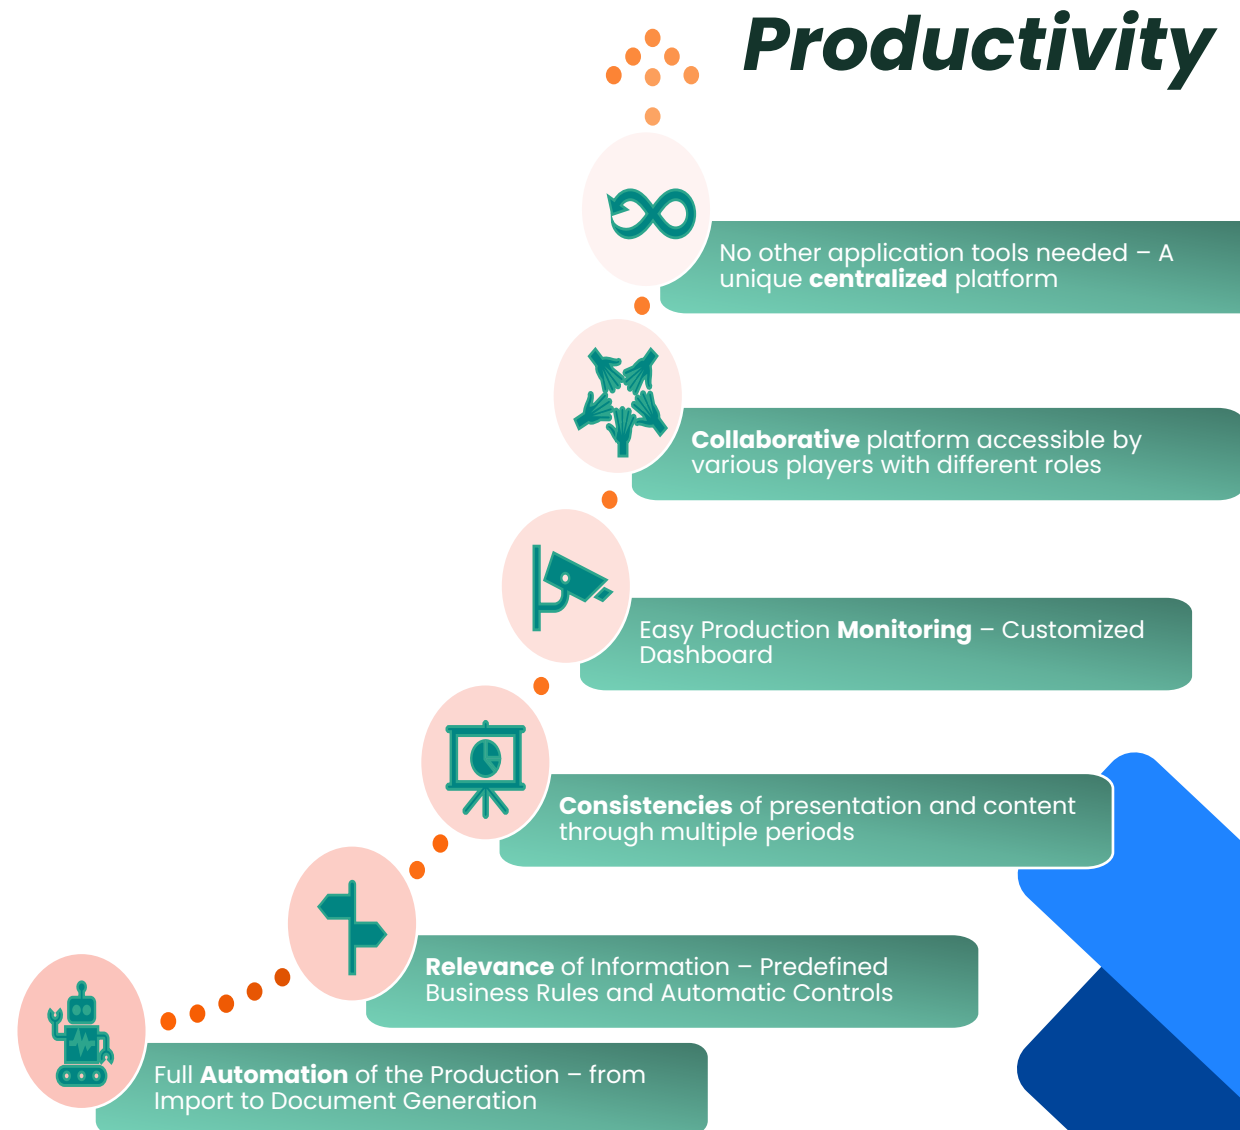 Productivity
No other application tools needed – A
unique centralized platform
Collaborative platform accessible by
various players with different roles
Easy Production Monitoring – Customized
Dashboard
Consistencies of presentation and content
through multiple periods
Relevance of Information – Predefined
Business Rules and Automatic Controls
Full Automation of the Production – from
Import to Document Generation